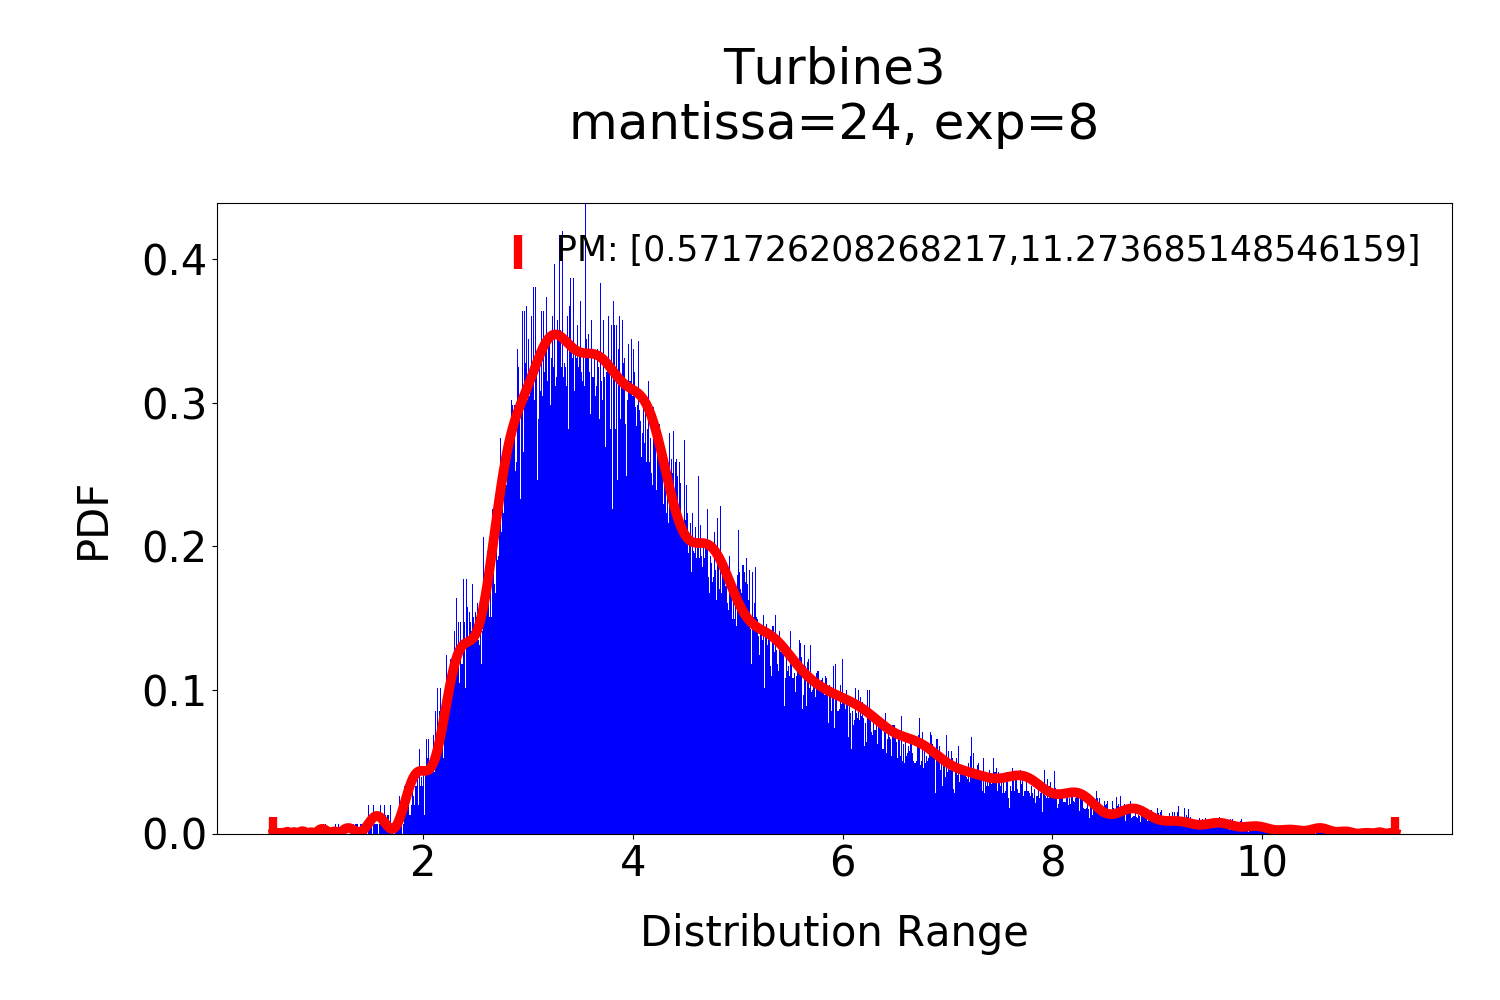 Turbine3
mantissa=24, exp=8
PM: [0.571726208268217,11.273685148546159]
0.4
0.3
0.2
0.1
0.0
PDF
2 4 6 8 10
Distribution Range